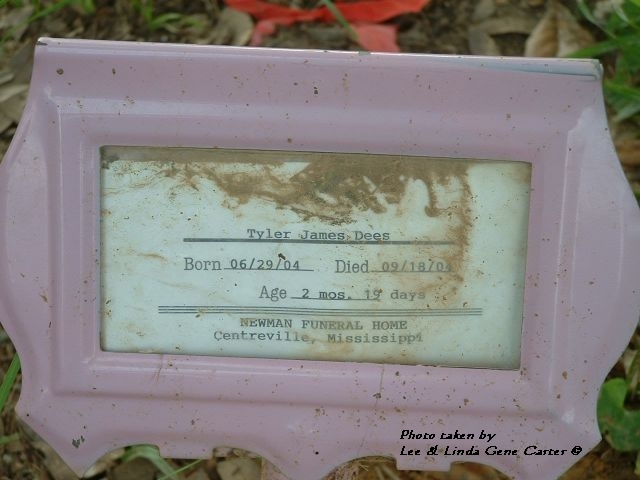 Tyler James Dees
Born 06/29/04 Died 09/18/04
Age 2 mos. 19 days
NEWMAN FUNERAL HOME
Centreville, Mississippi
Photo taken by
Lee & Linda Gene Carter ©